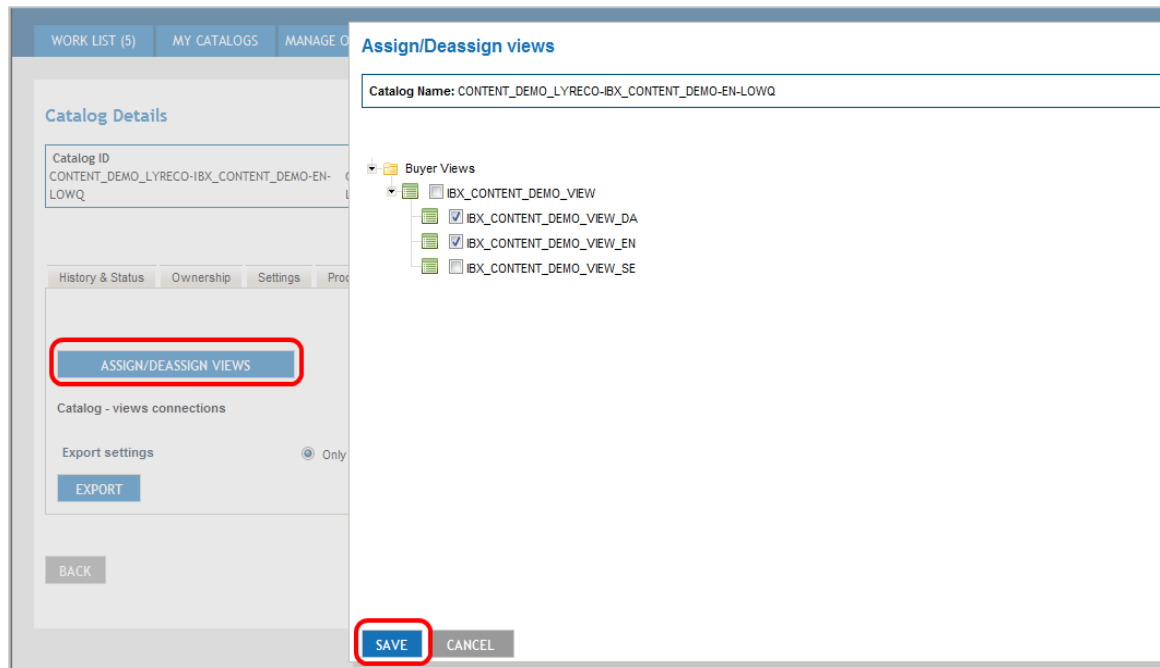 WORK LIST (5) MY CATALOGS MANAGE O
Assign/Deassign views
Catalog Name: CONTENT_DEMO_LYRECO-IBX_CONTENT_DEMO-EN-LOWQ
Catalog Details
Catalog ID
CONTENT_DEMO_LYRECO-IBX_CONTENT_DEMO-EN-
LOWQ
Buyer Views
IBX_CONTENT_DEMO_VIEW
IBX_CONTENT_DEMO_VIEW_DA
IBX_CONTENT_DEMO_VIEW_EN
IBX_CONTENT_DEMO_VIEW_SE
History & Status Ownership Settings Proc
ASSIGN/DEASSIGN VIEWS
Catalog - views connections
Export settings Only
EXPORT
BACK
SAVE CANCEL